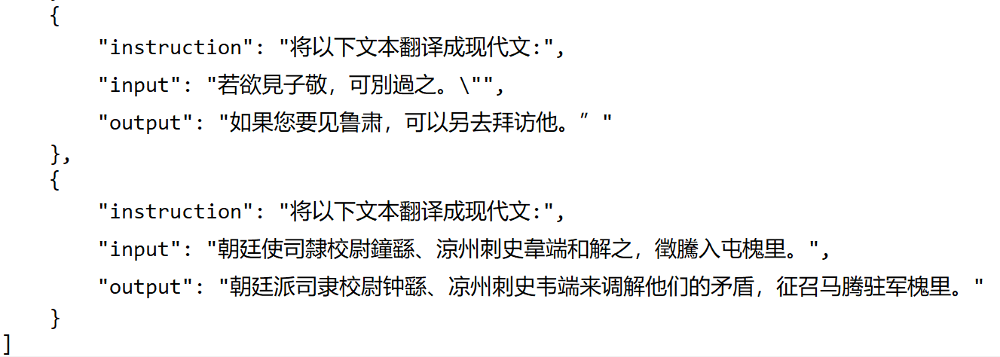 {
"instruction": "将以下文本翻译成现代文:",
"input": "若欲見子敬，可別過之。\"",
"output": "如果您要见鲁肃，可以另去拜访他。” "
},
{
"instruction": "将以下文本翻译成现代文:",
"input": "朝廷使司隸校尉鐘繇、涼州刺史韋端和解之，徵騰入屯槐里。",
"output": "朝廷派司隶校尉钟繇、凉州刺史韦端来调解他们的矛盾，征召马腾驻军槐里。"
}
]